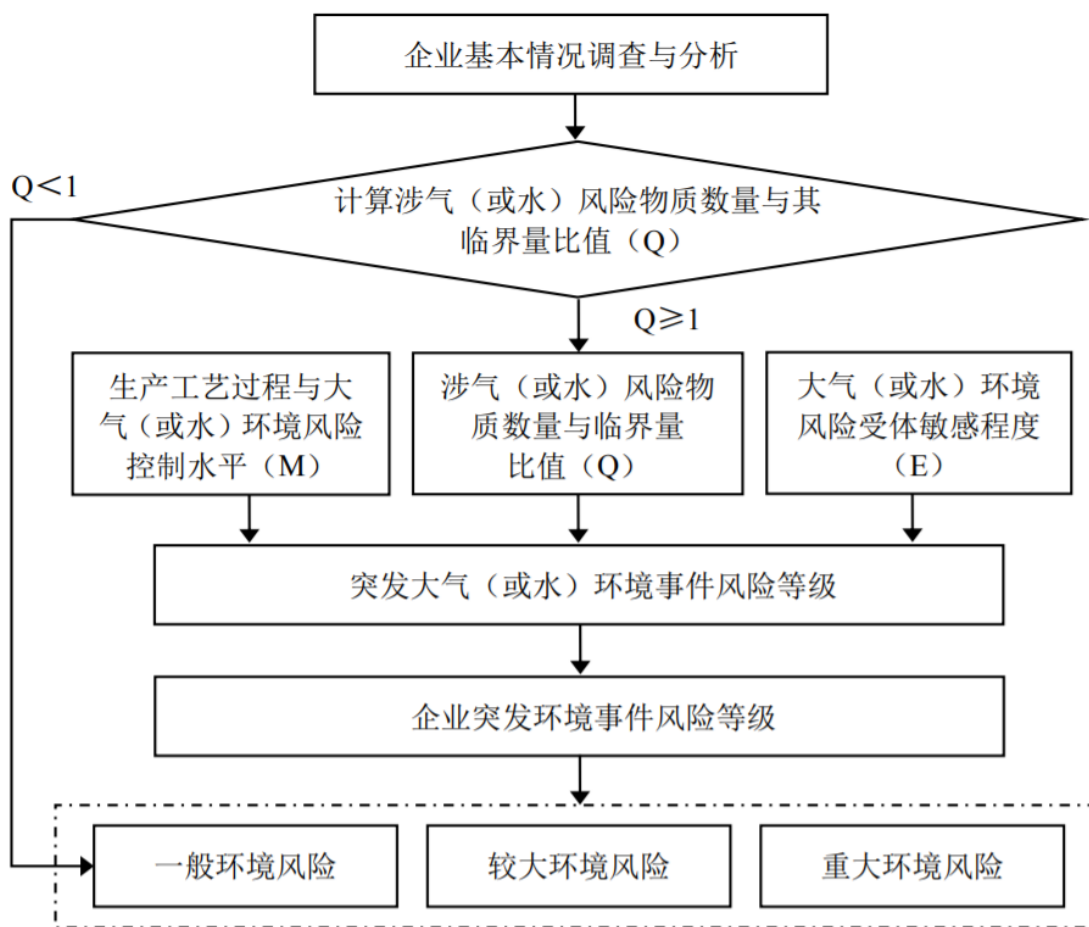 企业基本情况调查与分析
Q＜1
计算涉气（或水）风险物质数量与其
临界量比值（Q）
Q≥1
生产工艺过程与大
气（或水）环境风险
控制水平（M）
涉气（或水）风险物
质数量与临界量
比值（Q）
大气（或水）环境
风险受体敏感程度
（E）
突发大气（或水）环境事件风险等级
企业突发环境事件风险等级
一般环境风险
较大环境风险
重大环境风险